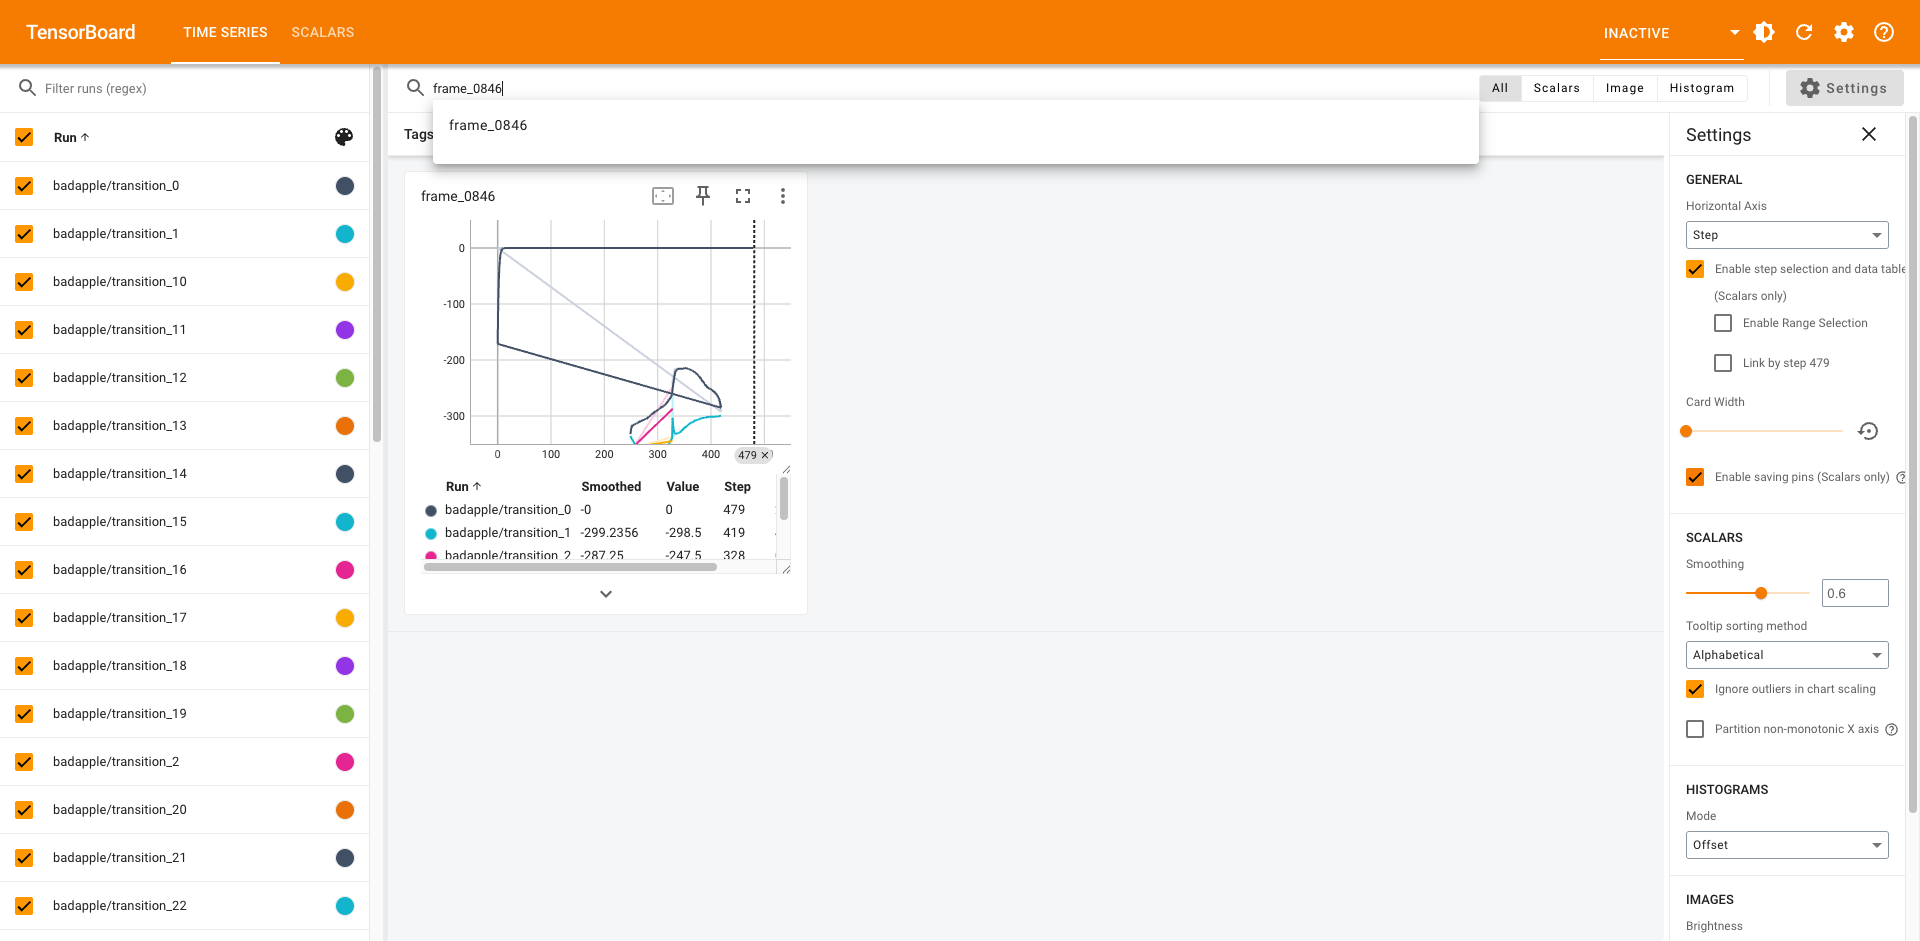 TensorBoard TIME SERIES SCALARS INACTIVE
Filter runs (regex)
Run
badapple/transition_0
badapple/transition_1
badapple/transition_10
badapple/transition_11
badapple/transition_12
badapple/transition_13
badapple/transition_14
badapple/transition_15
badapple/transition_16
badapple/transition_17
badapple/transition_18
badapple/transition_19
badapple/transition_2
badapple/transition_20
badapple/transition_21
badapple/transition_22
frame_0846
All Scalars Image Histogram Settings
frame_0846
Tags
frame_0846
0
-100
-200
-300
0 100 200 300 400 479
Run Smoothed Value Step
badapple/transition_0 -0 0 479
badapple/transition_1 -299.2356 -298.5 419
badapple/transition_2 -287.25 -247.5 328
Settings
GENERAL
Horizontal Axis
Step
Enable step selection and data table
(Scalars only)
Enable Range Selection
Link by step 479
Card Width
Enable saving pins (Scalars only)
SCALARS
Smoothing
0.6
Tooltip sorting method
Alphabetical
Ignore outliers in chart scaling
Partition non-monotonic X axis
HISTOGRAMS
Mode
Offset
IMAGES
Brightness